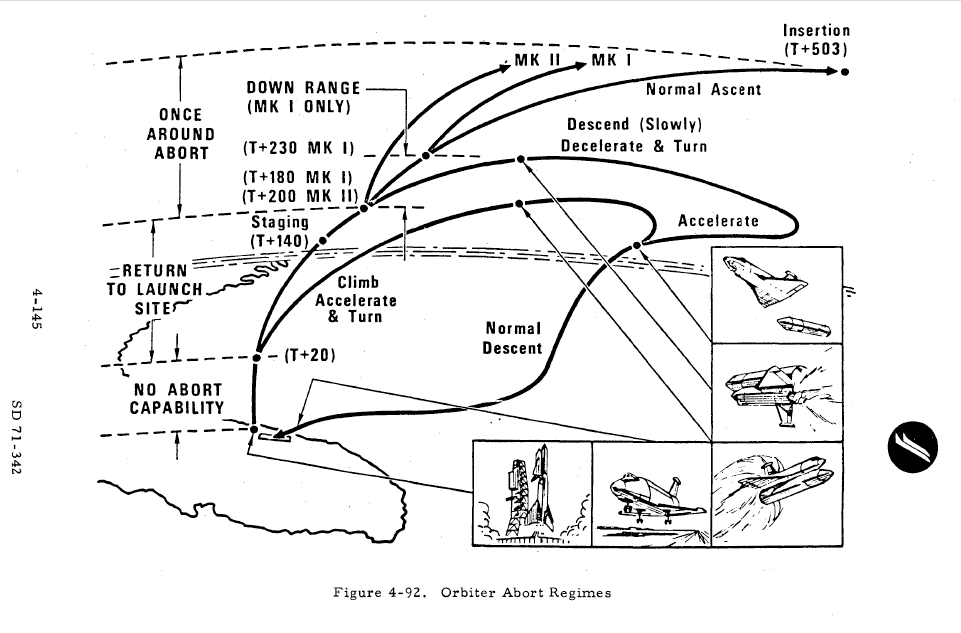 Insertion
(T+503)
MK II
MK I
DOWN RANGE
(MK I ONLY)
Normal Ascent
ONCE
AROUND
ABORT
Descend (Slowly)
Decelerate & Turn
(T+230 MK I)
(T+180 MK I)
(T+200 MK II)
Staging
(T+140)
Accelerate
RETURN
TO LAUNCH
SITE
Climb
Accelerate
& Turn
Normal
Descent
(T+20)
NO ABORT
CAPABILITY
4-145
SD 71-342
Figure 4-92. Orbiter Abort Regimes